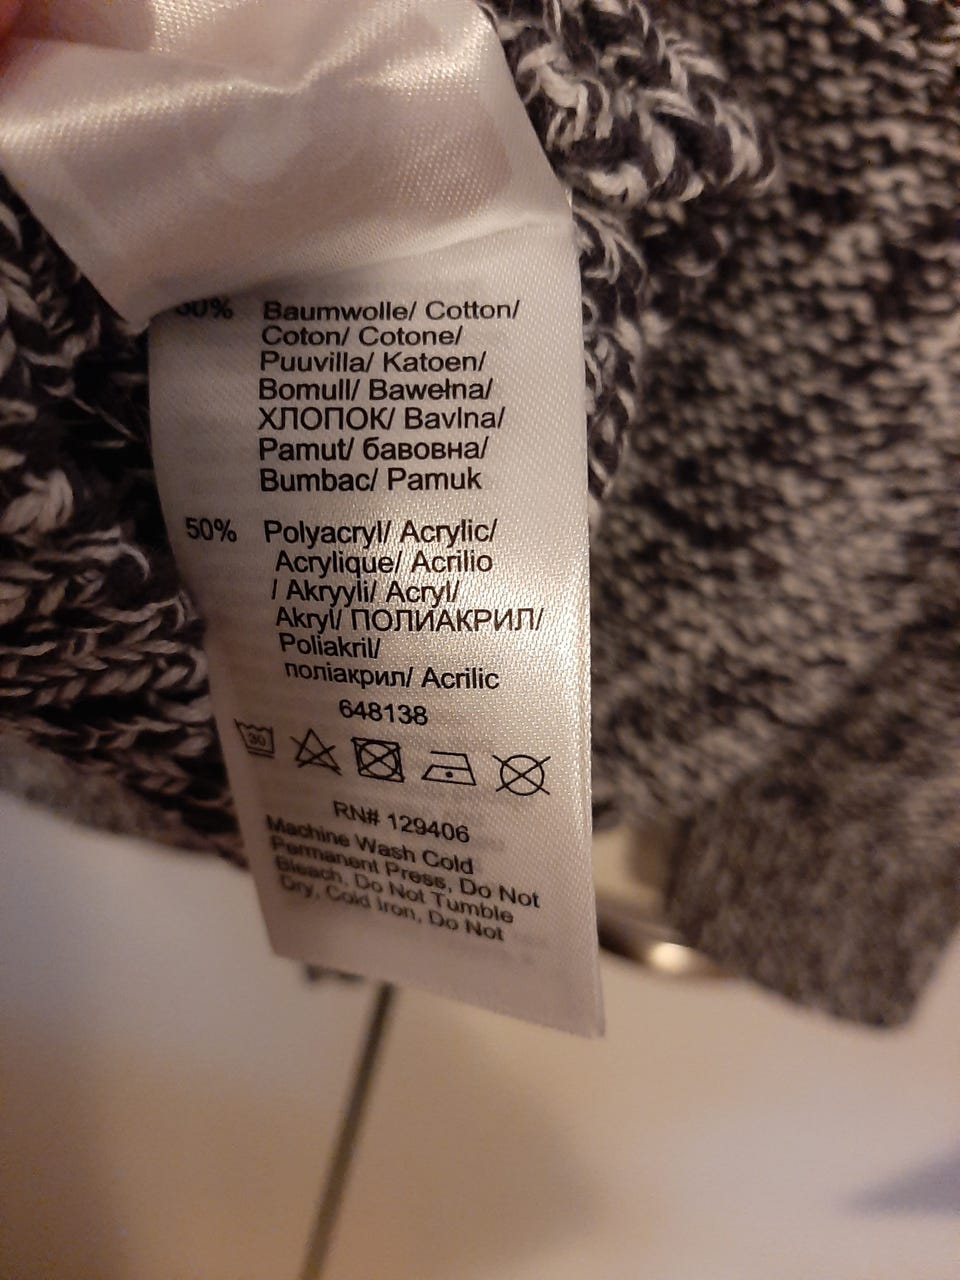 50% Baumwolle/ Cotton/
Coton/ Cotone/
Puuvilla/ Katoen/
Bomull/ Bawełna/
ХЛОПОК/ Bavlna/
Pamut/ бавовна/
Bumbac/ Pamuk
50% Polyacryl/ Acrylic/
Acrylique/ Acrilio
/ Akryyli/ Acryl/
Akryl/ ПОЛИАКРИЛ/
Poliakril/
поліакрил/ Acrilic
648138
30
RN# 129406
Machine Wash Cold
Permanent Press, Do Not
Bleach, Do Not Tumble
Dry, Cold Iron, Do Not